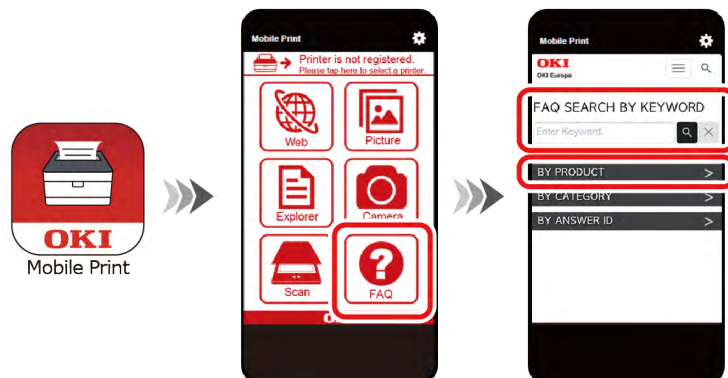 OKI
Mobile Print
Mobile Print
Printer is not registered.
Please tap here to select a printer.
Web
Picture
Explorer
Camera
Scan
FAQ
Mobile Print
OKI
OKI Europe
FAQ SEARCH BY KEYWORD
Enter Keyword.
BY PRODUCT
BY CATEGORY
BY ANSWER ID